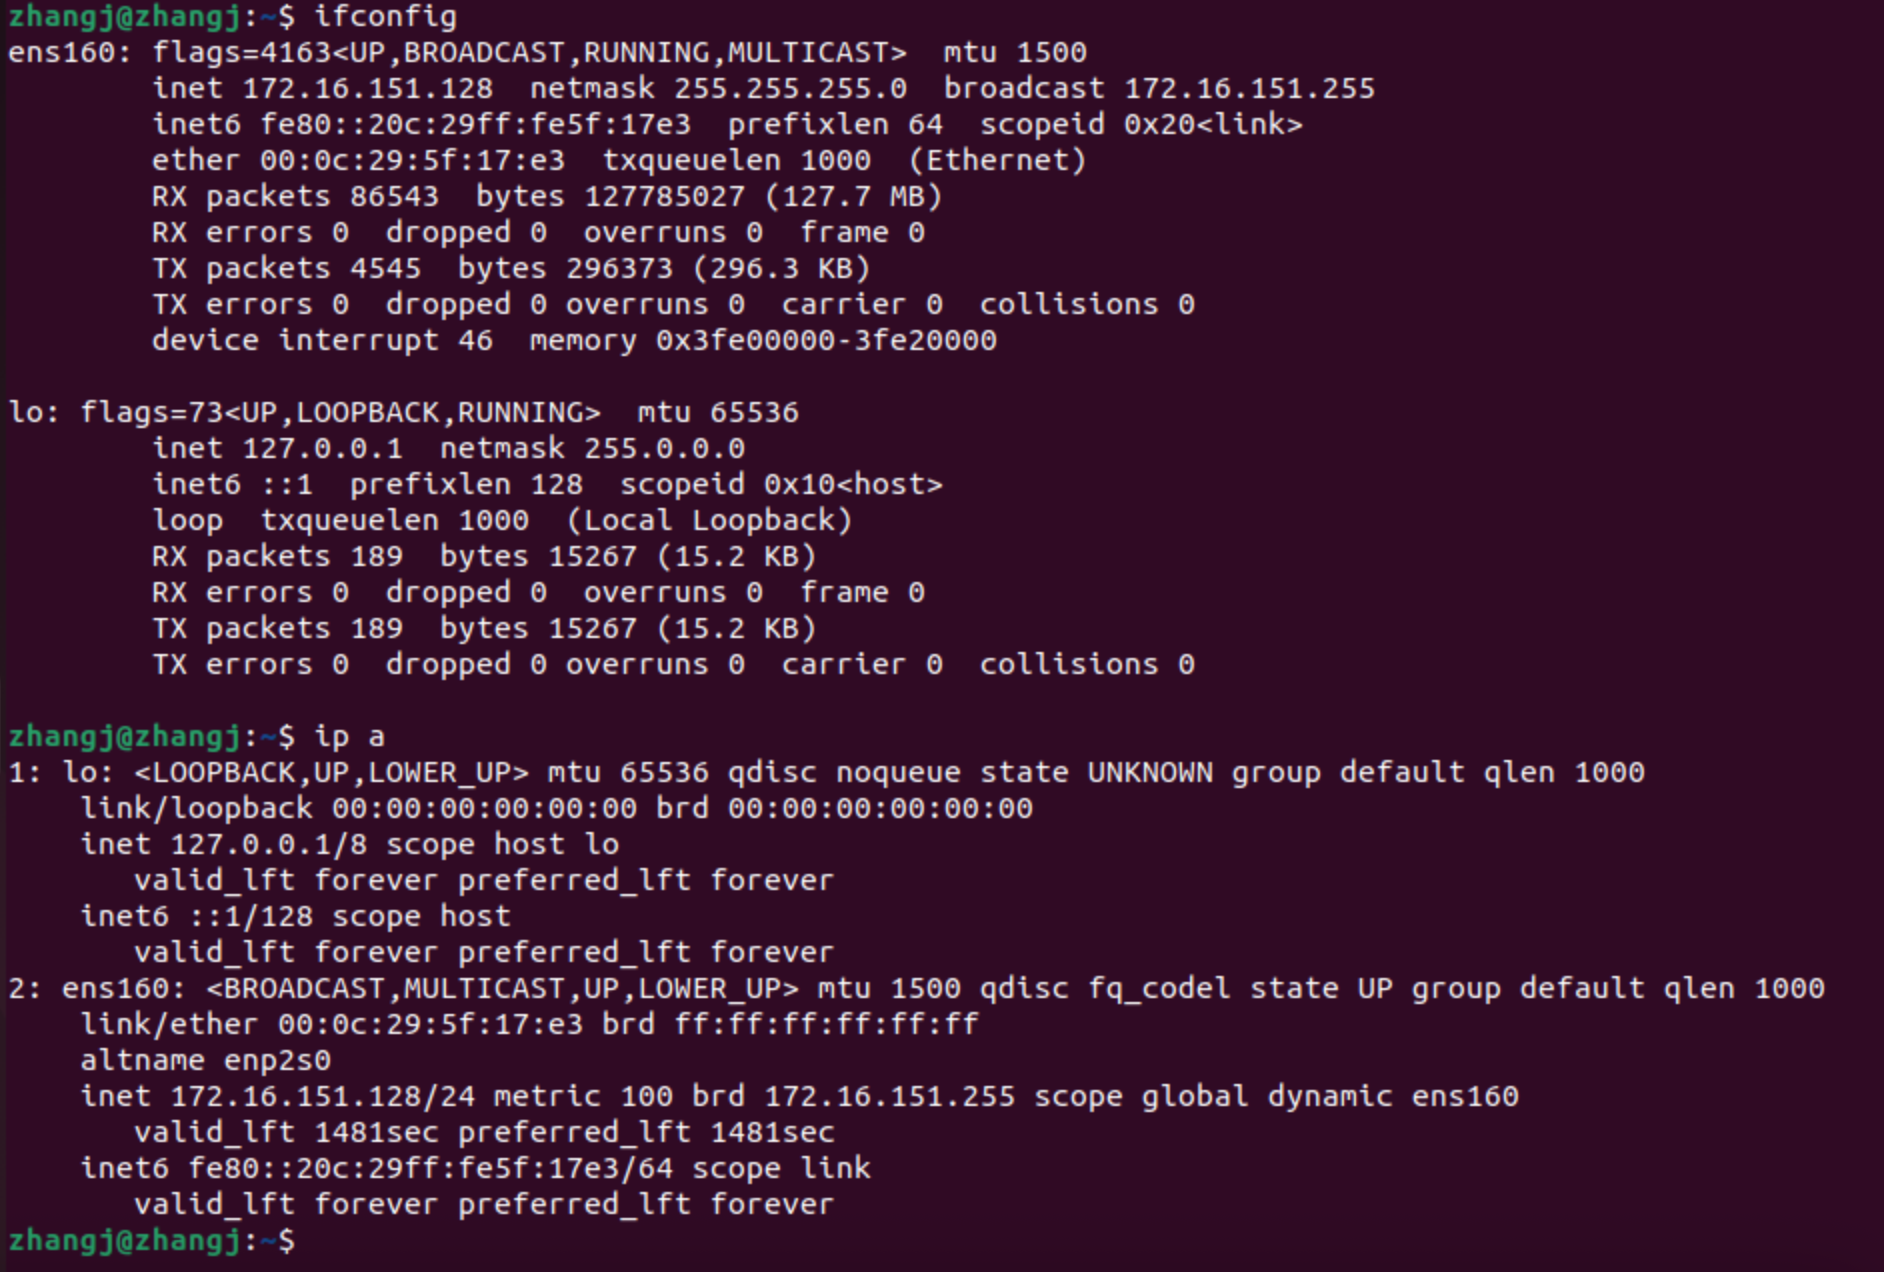 zhangj@zhangj:~$ ifconfig
ens160: flags=4163<UP,BROADCAST,RUNNING,MULTICAST>  mtu 1500
        inet 172.16.151.128  netmask 255.255.255.0  broadcast 172.16.151.255
        inet6 fe80::20c:29ff:fe5f:17e3  prefixlen 64  scopeid 0x20<link>
        ether 00:0c:29:5f:17:e3  txqueuelen 1000  (Ethernet)
        RX packets 86543  bytes 127785027 (127.7 MB)
        RX errors 0  dropped 0  overruns 0  frame 0
        TX packets 4545  bytes 296373 (296.3 KB)
        TX errors 0  dropped 0 overruns 0  carrier 0  collisions 0
        device interrupt 46  memory 0x3fe00000-3fe20000
lo: flags=73<UP,LOOPBACK,RUNNING>  mtu 65536
        inet 127.0.0.1  netmask 255.0.0.0
        inet6 ::1  prefixlen 128  scopeid 0x10<host>
        loop  txqueuelen 1000  (Local Loopback)
        RX packets 189  bytes 15267 (15.2 KB)
        RX errors 0  dropped 0  overruns 0  frame 0
        TX packets 189  bytes 15267 (15.2 KB)
        TX errors 0  dropped 0 overruns 0  carrier 0  collisions 0
zhangj@zhangj:~$ ip a
1: lo: <LOOPBACK,UP,LOWER_UP> mtu 65536 qdisc noqueue state UNKNOWN group default qlen 1000
    link/loopback 00:00:00:00:00:00 brd 00:00:00:00:00:00
    inet 127.0.0.1/8 scope host lo
       valid_lft forever preferred_lft forever
    inet6 ::1/128 scope host
       valid_lft forever preferred_lft forever
2: ens160: <BROADCAST,MULTICAST,UP,LOWER_UP> mtu 1500 qdisc fq_codel state UP group default qlen 1000
    link/ether 00:0c:29:5f:17:e3 brd ff:ff:ff:ff:ff:ff
    altname enp2s0
    inet 172.16.151.128/24 metric 100 brd 172.16.151.255 scope global dynamic ens160
       valid_lft 1481sec preferred_lft 1481sec
    inet6 fe80::20c:29ff:fe5f:17e3/64 scope link
       valid_lft forever preferred_lft forever
zhangj@zhangj:~$